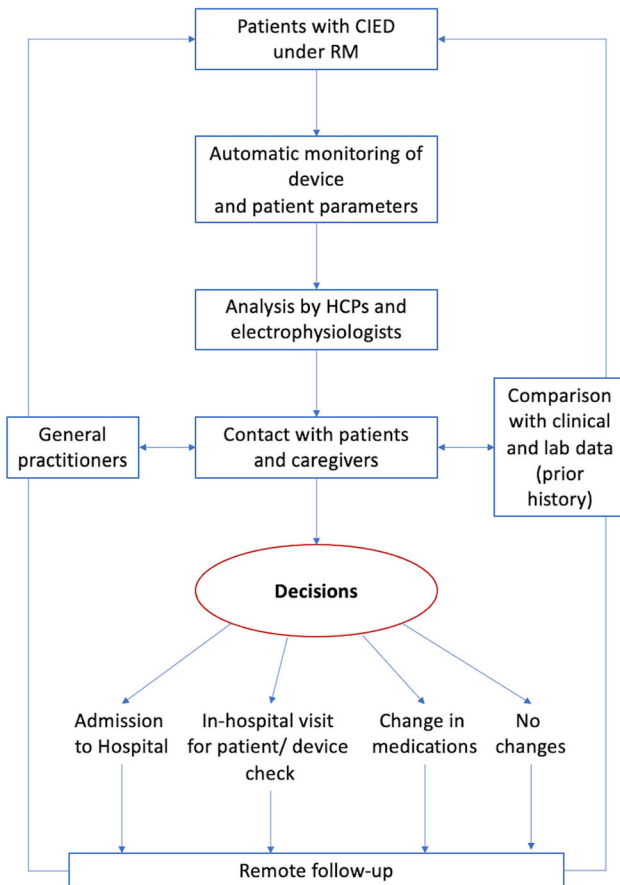 Patients with CIED
under RM
Automatic monitoring of
device
and patient parameters
Analysis by HCPs and
electrophysiologists
General
practitioners
Contact with patients
and caregivers
Comparison
with clinical
and lab data
(prior
history)
Decisions
Admission
to Hospital
In-hospital visit
for patient/ device
check
Change in
medications
No
changes
Remote follow-up